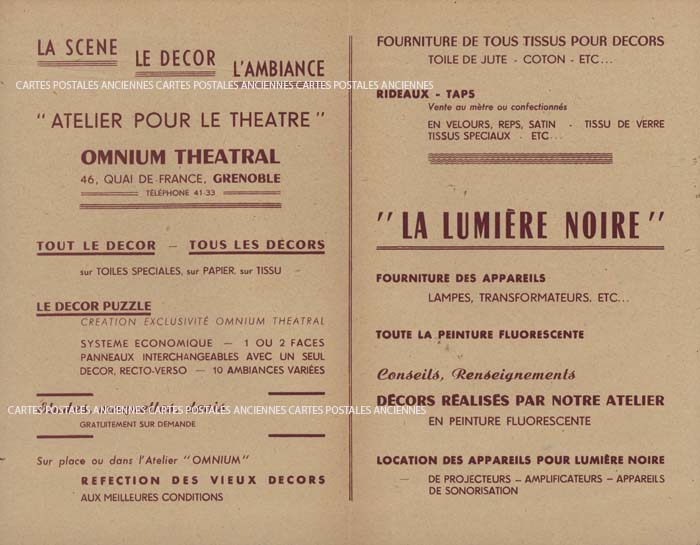 LA SCENE
LE DECOR
L'AMBIANCE
CARTES POSTALES ANCIENNES CARTES POSTALES ANCIENNES CARTES POSTALES ANCIENNES
"ATELIER POUR LE THEATRE"
OMNIUM THEATRAL
46, QUAI DE FRANCE, GRENOBLE
TÉLÉPHONE 41-33
TOUT LE DECOR — TOUS LES DÉCORS
sur TOILES SPECIALES, sur PAPIER, sur TISSU
LE DECOR PUZZLE
CREATION EXCLUSIVITÉ OMNIUM THEATRAL
SYSTEME ECONOMIQUE — 1 OU 2 FACES
PANNEAUX INTERCHANGEABLES AVEC UN SEUL
DECOR, RECTO-VERSO — 10 AMBIANCES VARIÉES
CARTES POSTALES ANCIENNES CARTES POSTALES ANCIENNES CARTES POSTALES ANCIENNES
GRATUITEMENT SUR DEMANDE
Sur place ou dans l'Atelier "OMNIUM"
REFECTION DES VIEUX DECORS
AUX MEILLEURES CONDITIONS
FOURNITURE DE TOUS TISSUS POUR DECORS
TOILE DE JUTE - COTON - ETC...
RIDEAUX - TAPS
Vente au mètre ou confectionnés
EN VELOURS, REPS, SATIN - TISSU DE VERRE
TISSUS SPECIAUX - ETC...
"LA LUMIÈRE NOIRE"
FOURNITURE DES APPAREILS
LAMPES, TRANSFORMATEURS, ETC...
TOUTE LA PEINTURE FLUORESCENTE
Conseils, Renseignements
DÉCORS RÉALISÉS PAR NOTRE ATELIER
EN PEINTURE FLUORESCENTE
LOCATION DES APPAREILS POUR LUMIÈRE NOIRE
— DE PROJECTEURS — AMPLIFICATEURS — APPAREILS
DE SONORISATION